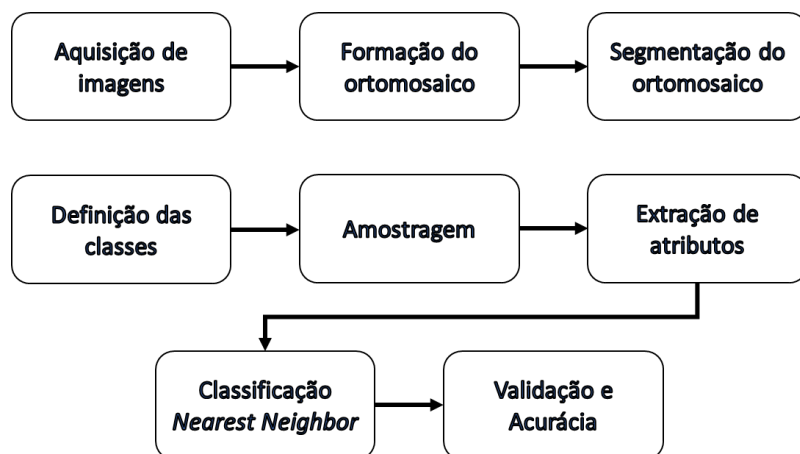 Aquisição de
imagens
Formação do
ortomosaico
Segmentação do
ortomosaico
Definição das
classes
Amostragem
Extração de
atributos
Classificação
Nearest Neighbor
Validação e
Acurácia